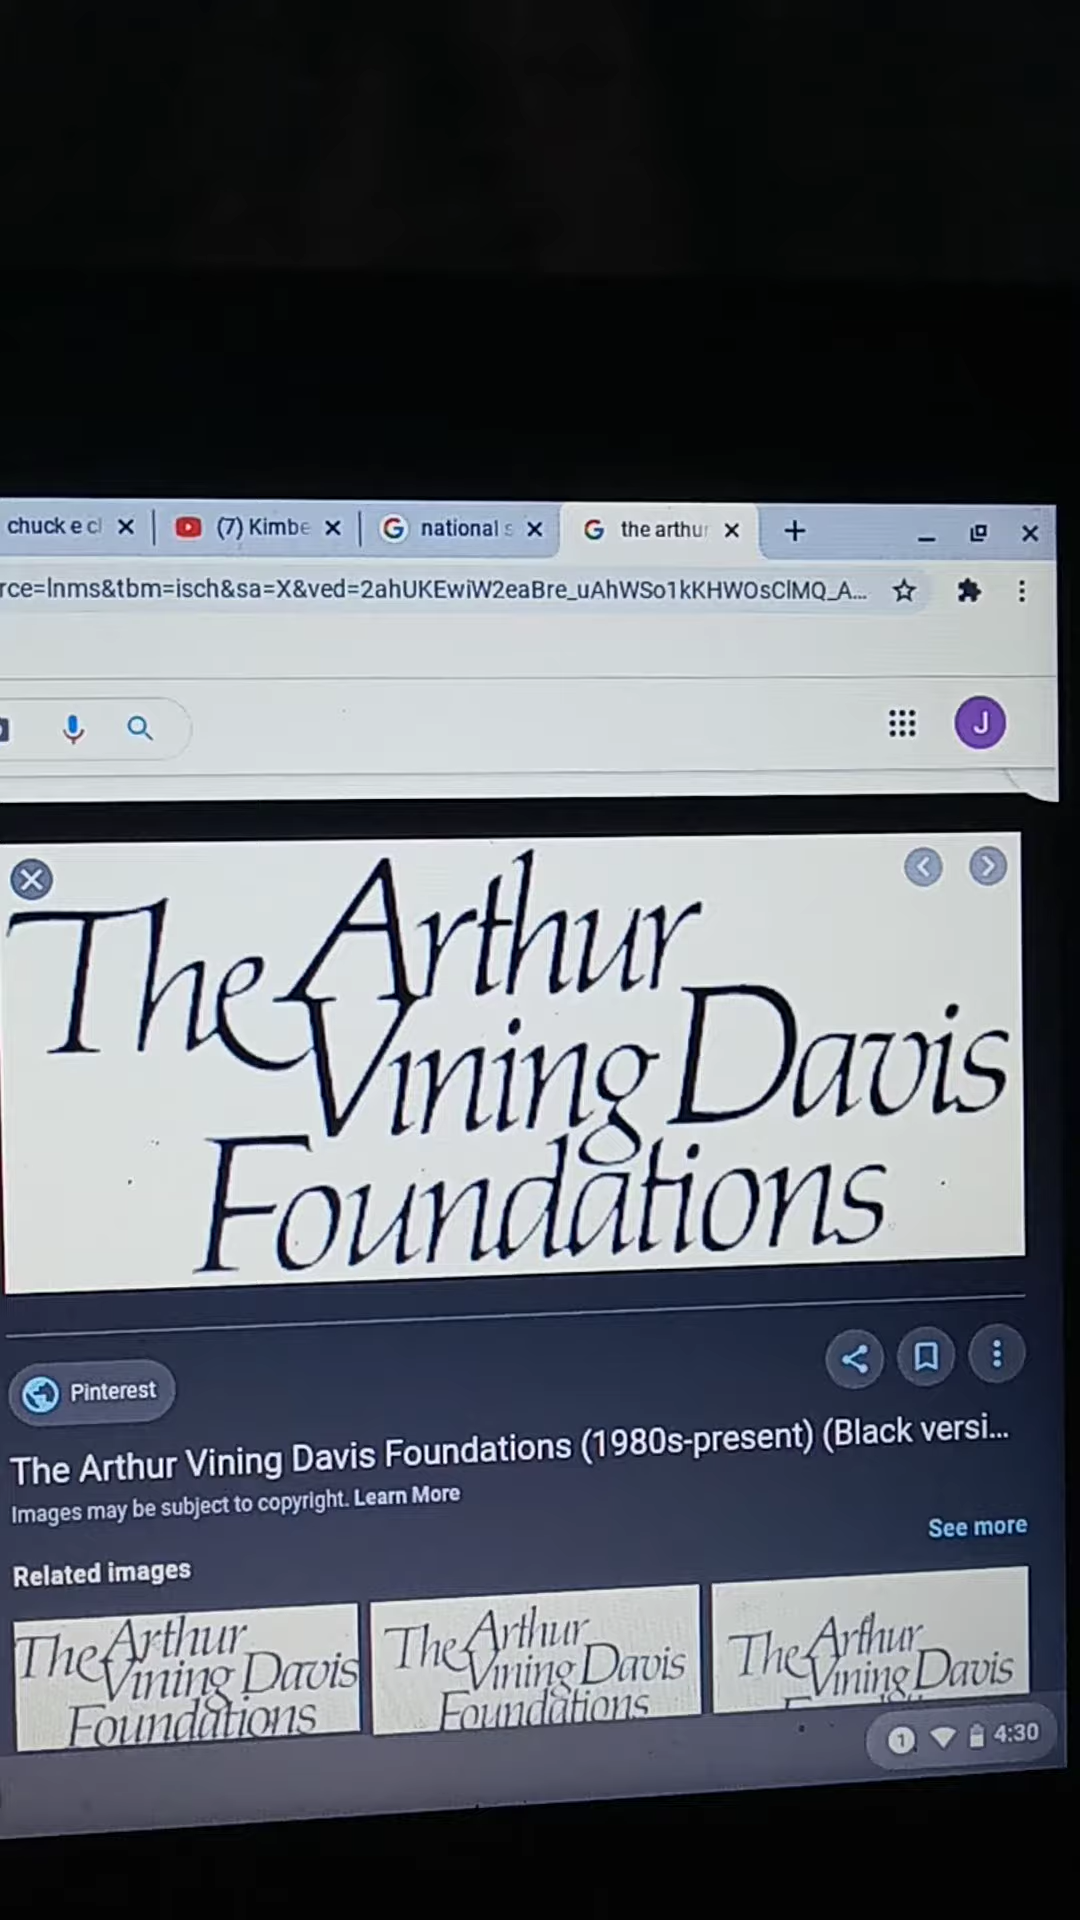 chuck e cl
(7) Kimbe
national s
the arthur
rce=lnms&tbm=isch&sa=X&ved=2ahUKEwiW2eaBre_uAhWSo1kKHWOsClMQ_A...
J
The Arthur
Vining Davis
Foundations
Pinterest
The Arthur Vining Davis Foundations (1980s-present) (Black versi...
Images may be subject to copyright. Learn More
See more
Related images
The Arthur
Vining Davis
Foundations
The Arthur
Vining Davis
Foundations
The Arthur
Vining Davis
1
4:30